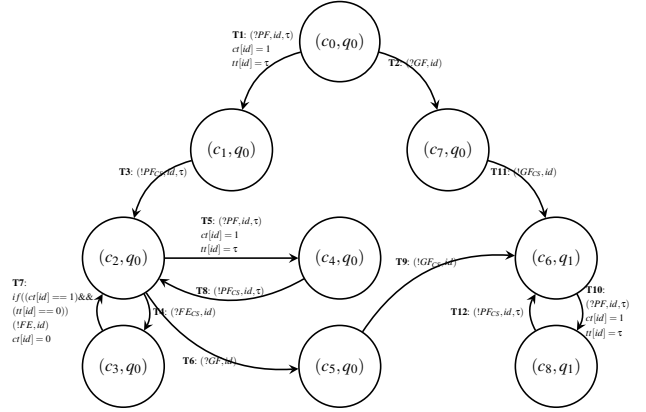 T1: (?PF, id, τ)
ct[id] = 1
tt[id] = τ
(c0, q0)
T2: (?GF, id)
(c1, q0)
(c7, q0)
T3: (!PFCS, id, τ)
T11: (!GFCS, id)
T5: (?PF, id, τ)
ct[id] = 1
tt[id] = τ
(c2, q0)
(c4, q0)
T9: (!GFCS, id)
(c6, q1)
T8: (!PFCS, id, τ)
T7:
if((ct[id] == 1)&&
(tt[id] == 0))
(!FE, id)
ct[id] = 0
T4: (?FECS, id)
T10:
(?PF, id, τ)
ct[id] = 1
tt[id] = τ
T12: (!PFCS, id, τ)
T6: (?GF, id)
(c3, q0)
(c5, q0)
(c8, q1)